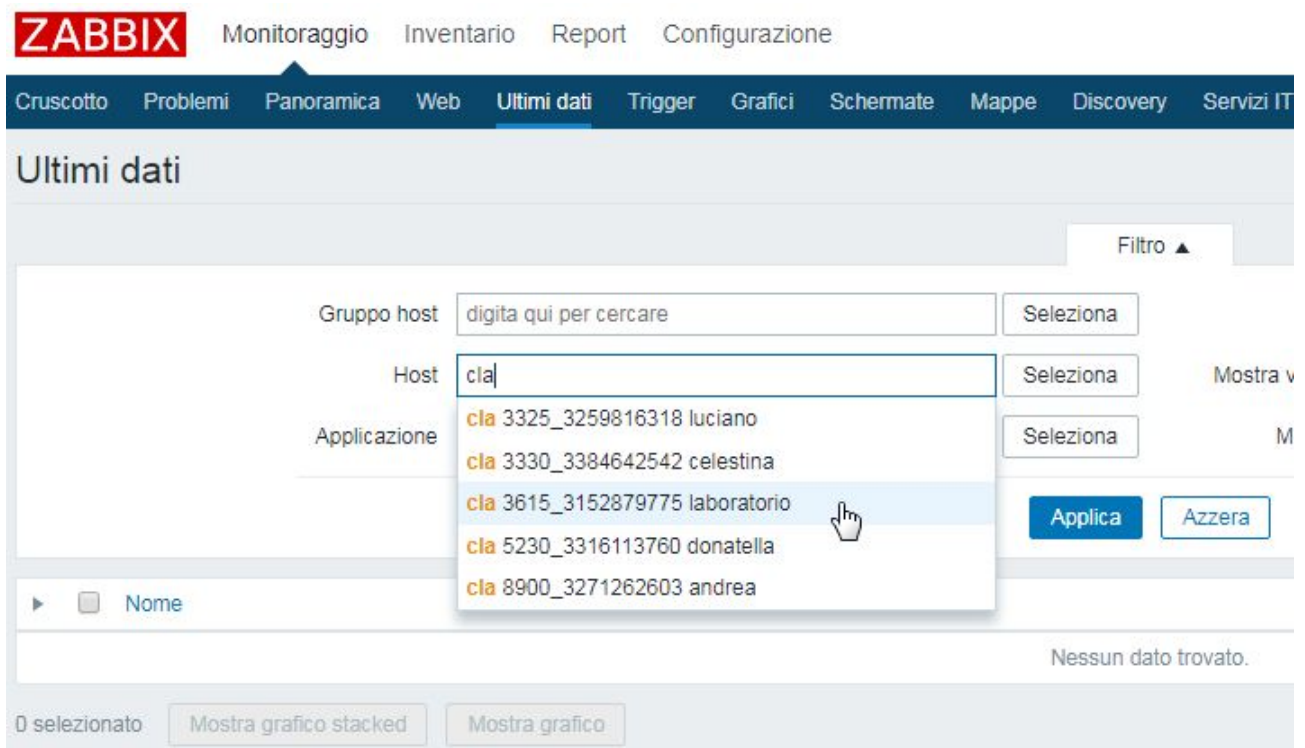 ZABBIX Monitoraggio Inventario Report Configurazione
Cruscotto Problemi Panoramica Web Ultimi dati Trigger Grafici Schermate Mappe Discovery Servizi IT
Ultimi dati
Filtro ▲
Gruppo host digita qui per cercare Seleziona
Host cla Seleziona Mostra v
cla 3325_3259816318 luciano
Applicazione Seleziona M
cla 3330_3384642542 celestina
cla 3615_3152879775 laboratorio
Applica Azzera
cla 5230_3316113760 donatella
cla 8900_3271262603 andrea
Nome
Nessun dato trovato.
0 selezionato Mostra grafico stacked Mostra grafico